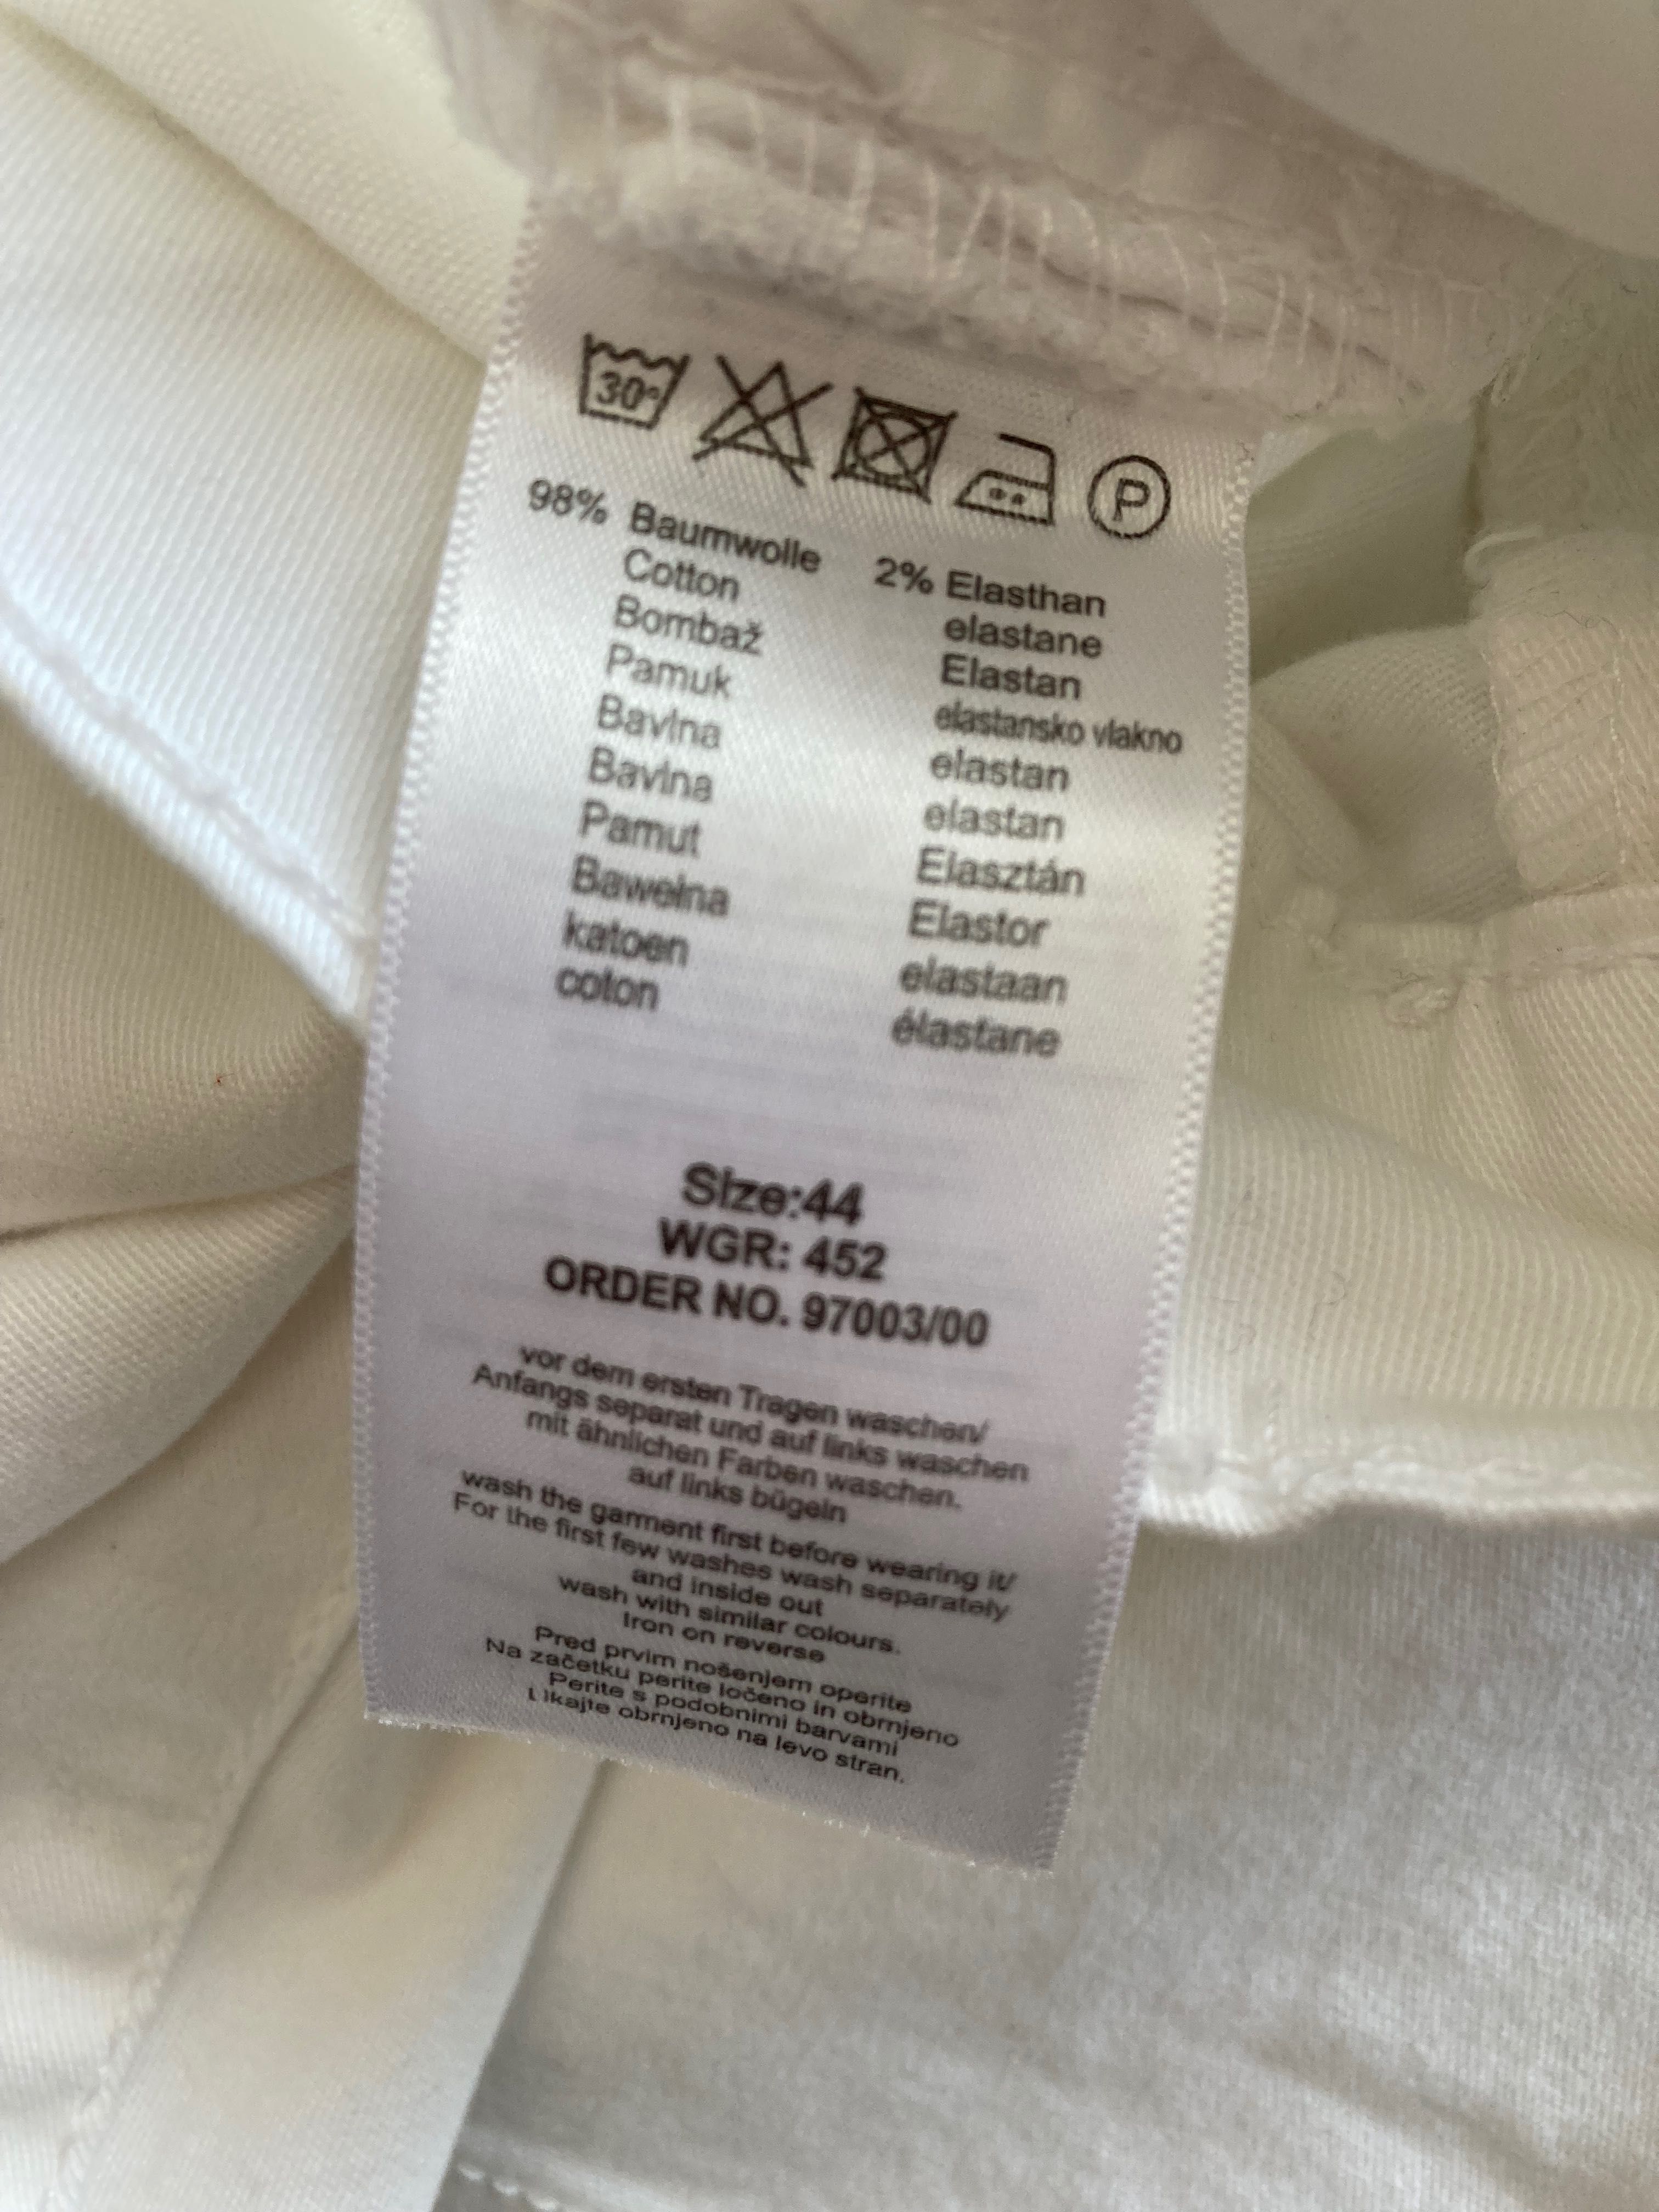 30°
P
98% Baumwolle 2% Elasthan
Cotton elastane
Bombaž Elastan
Pamuk elastansko vlakno
Bavlna elastan
Bavlna elastan
Pamut Elasztán
Bawełna Elastor
katoen elastaan
coton élastane
Size:44
WGR: 452
ORDER NO. 97003/00
vor dem ersten Tragen waschen/
Anfangs separat und auf links waschen
mit ähnlichen Farben waschen.
auf links bügeln
wash the garment first before wearing it/
For the first few washes wash separately
and inside out
wash with similar colours.
Iron on reverse
Pred prvim nošenjem operite
Na začetku perite ločeno in obrnjeno
Perite s podobnimi barvami
Likajte obrnjeno na levo stran.